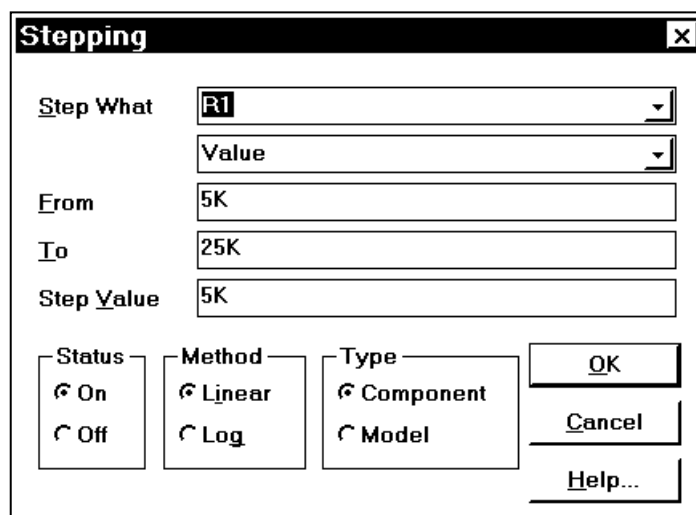 Stepping
Step What R1
Value
From 5K
To 25K
Step Value 5K
Status Method Type
On Linear Component
Off Log Model
OK
Cancel
Help...